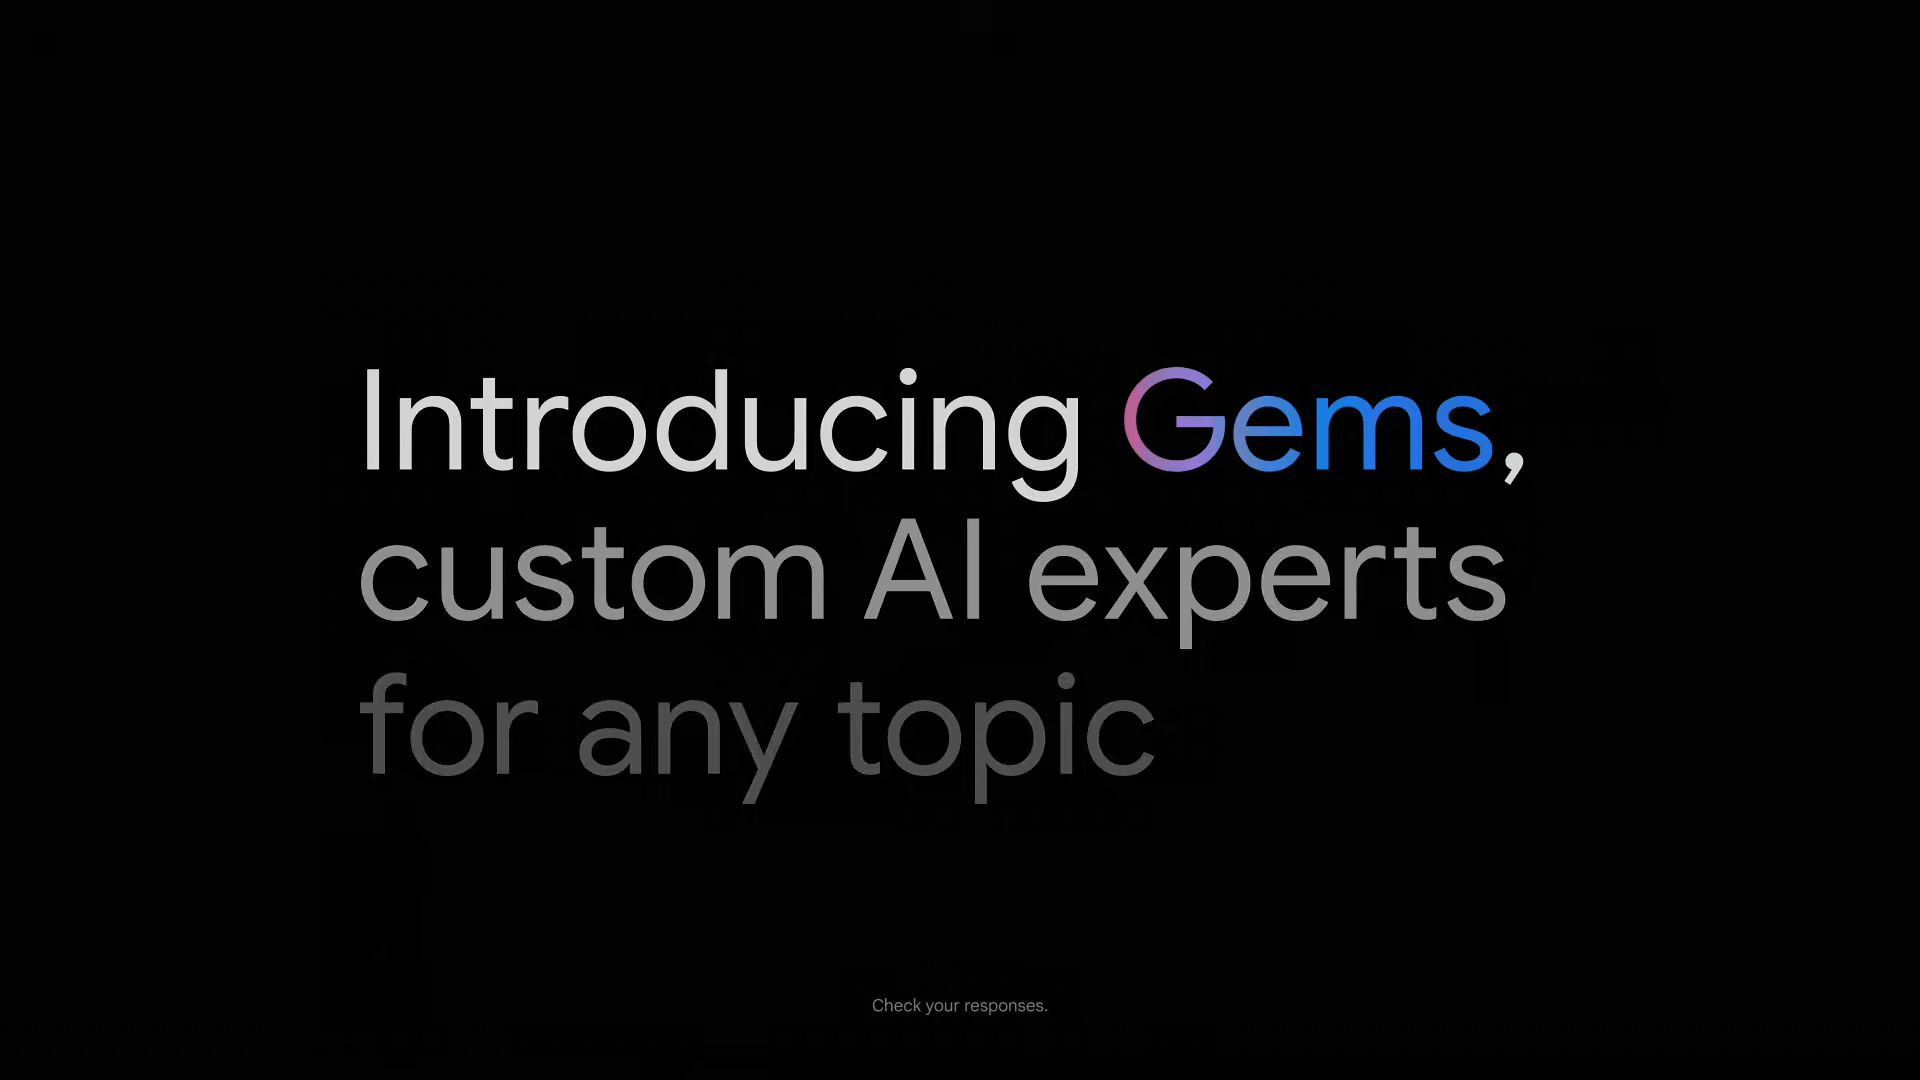 Introducing Gems,
custom AI experts
for any topic
Check your responses.